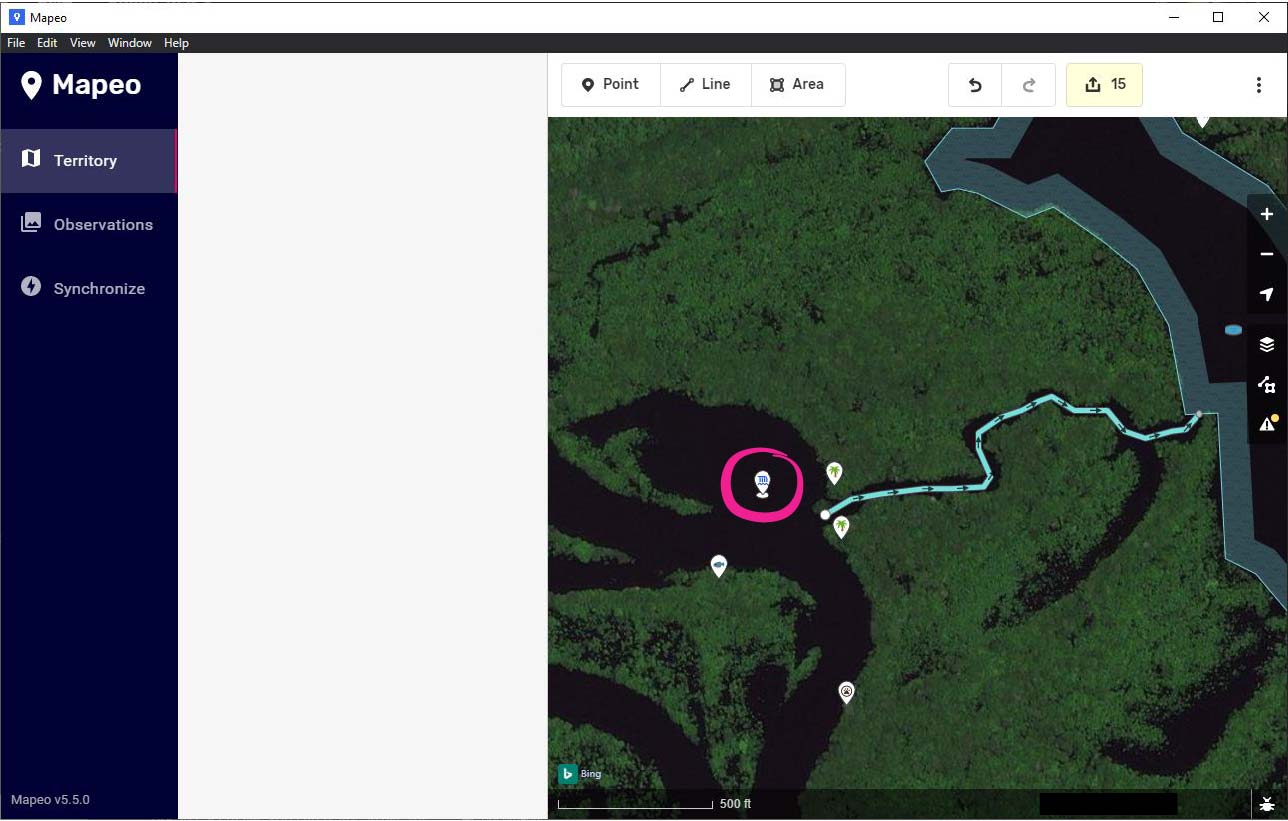 Mapeo
File Edit View Window Help
Mapeo
Territory
Observations
Synchronize
Mapeo v5.5.0
Point Line Area 15
Bing
500 ft